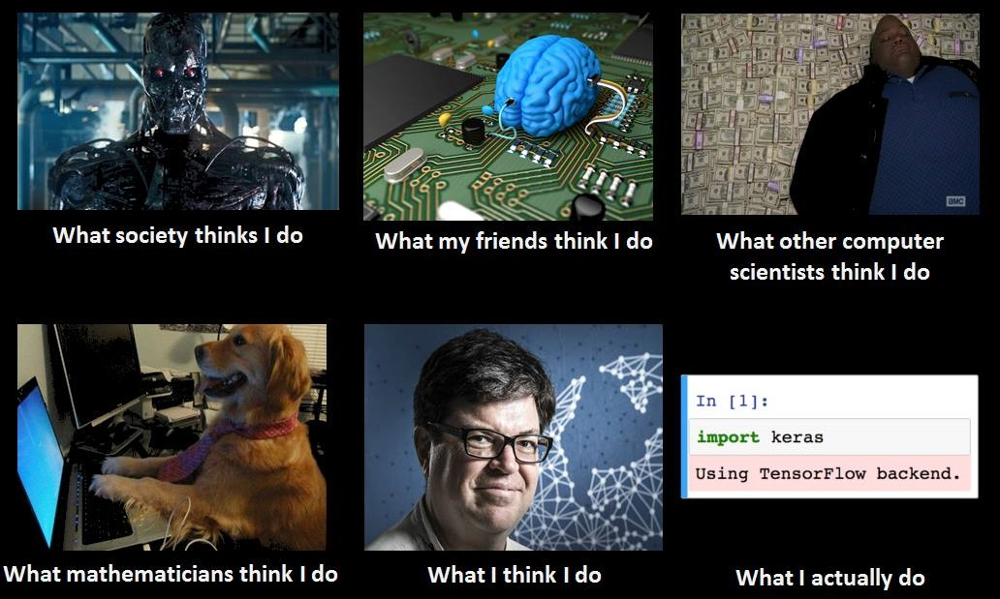 amc
What society thinks I do
What my friends think I do
What other computer
scientists think I do
In [1]:
import keras
Using TensorFlow backend.
What mathematicians think I do
What I think I do
What I actually do